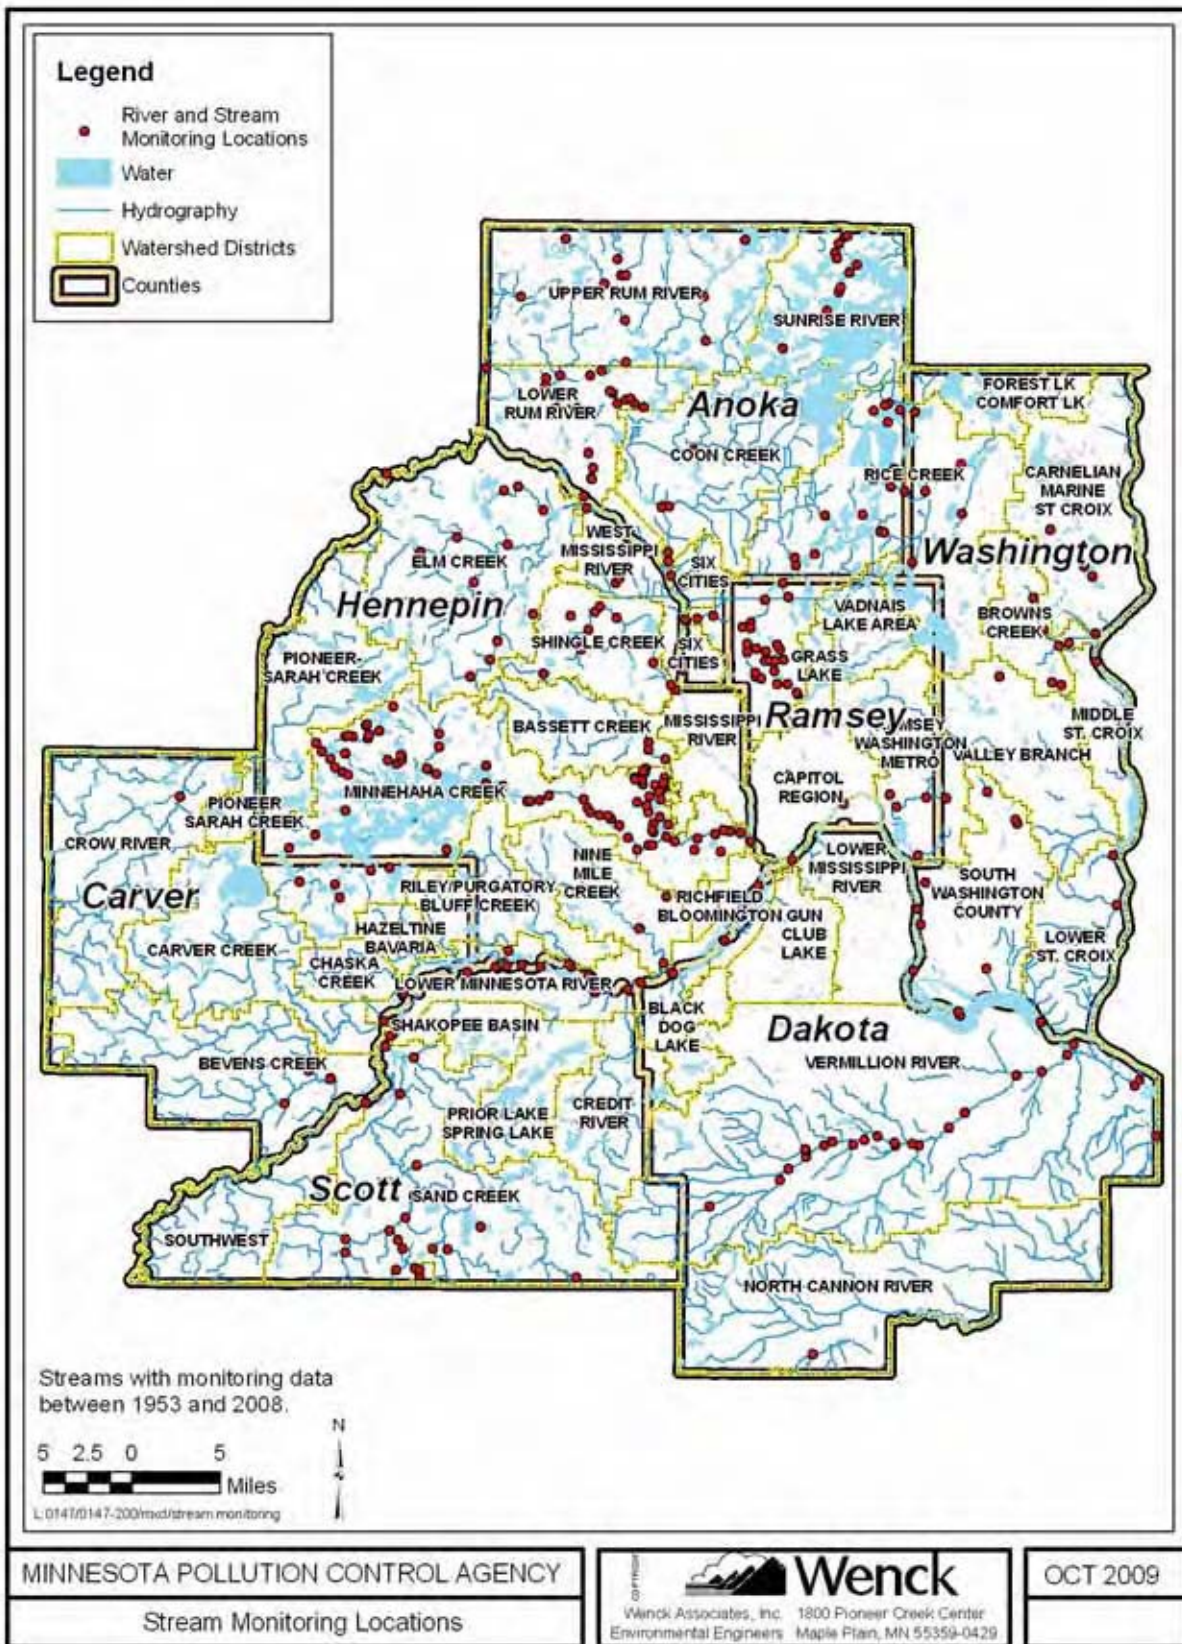 Legend
River and Stream
Monitoring Locations
Water
Hydrography
Watershed Districts
Counties
UPPER RUM RIVER
SUNRISE RIVER
FOREST LK
COMFORT LK
LOWER
RUM RIVER
Anoka
COON CREEK
RICE CREEK
CARNELIAN
MARINE
ST CROIX
WEST
MISSISSIPPI
RIVER
ELM CREEK
SIX
CITIES
Washington
Hennepin
VADNAIS
LAKE AREA
BROWNS
CREEK
SHINGLE CREEK
SIX
CITIES
GRASS
LAKE
PIONEER-
SARAH CREEK
BASSETT CREEK
MISSISSIPPI
RIVER
Ramsey
RAMSEY
WASHINGTON
METRO
MIDDLE
ST. CROIX
VALLEY BRANCH
CAPITOL
REGION
MINNEHAHA CREEK
PIONEER
SARAH CREEK
CROW RIVER
NINE
MILE
CREEK
LOWER
MISSISSIPPI
RIVER
Carver
RILEY/PURGATORY
BLUFF CREEK
RICHFIELD
BLOOMINGTON
GUN
CLUB
LAKE
SOUTH
WASHINGTON
COUNTY
HAZELTINE
BAVARIA
CARVER CREEK
CHASKA
CREEK
LOWER
ST. CROIX
LOWER MINNESOTA RIVER
BLACK
DOG
LAKE
SHAKOPEE BASIN
Dakota
VERMILLION RIVER
BEVENS CREEK
PRIOR LAKE
SPRING LAKE
CREDIT
RIVER
Scott
SAND CREEK
SOUTHWEST
NORTH CANNON RIVER
Streams with monitoring data
between 1953 and 2008.
N
5 2.5 0 5
Miles
L:0147/0147-200/mxd/stream monitoring
MINNESOTA POLLUTION CONTROL AGENCY
Stream Monitoring Locations
Wenck
Wenck Associates, Inc. 1800 Pioneer Creek Center
Environmental Engineers Maple Plain, MN 55359-0429
OCT 2009